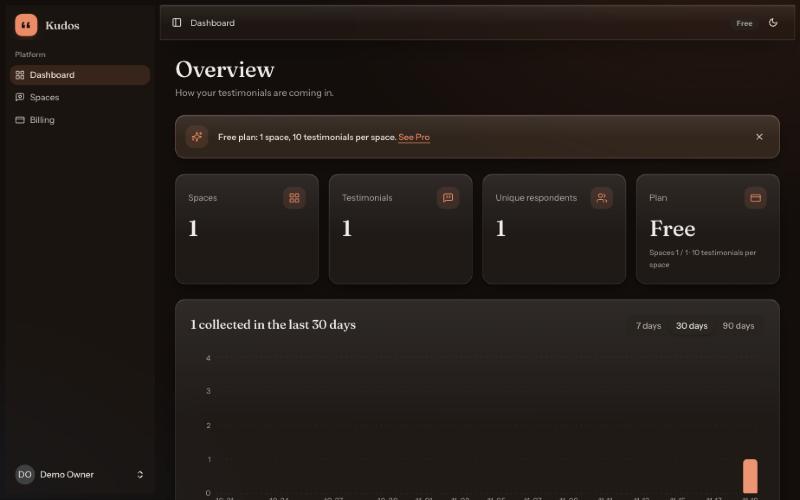 Kudos
Dashboard
Free
Platform
Dashboard
Spaces
Billing
Overview
How your testimonials are coming in.
Free plan: 1 space, 10 testimonials per space. See Pro
Spaces
1
Testimonials
1
Unique respondents
1
Plan
Free
Spaces 1 / 1 · 10 testimonials per
space
1 collected in the last 30 days
7 days 30 days 90 days
4
3
2
1
0
DO Demo Owner